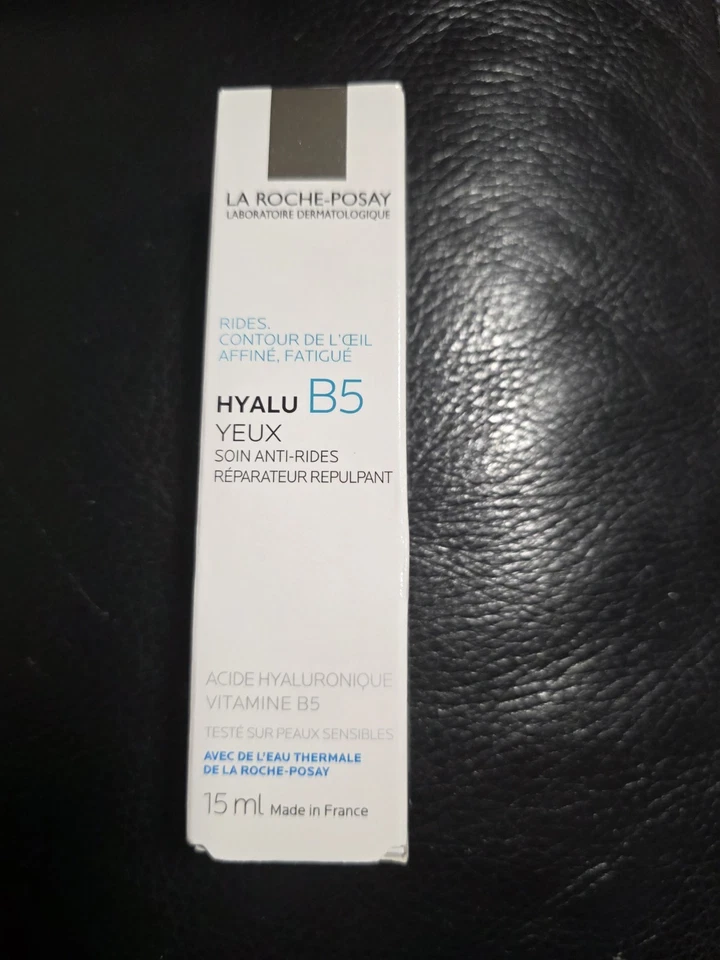 LA ROCHE-POSAY
LABORATOIRE DERMATOLOGIQUE
RIDES.
CONTOUR DE L'ŒIL
AFFINÉ, FATIGUÉ
HYALU B5
YEUX
SOIN ANTI-RIDES
RÉPARATEUR REPULPANT
ACIDE HYALURONIQUE
VITAMINE B5
TESTÉ SUR PEAUX SENSIBLES
AVEC DE L'EAU THERMALE
DE LA ROCHE-POSAY
15 ml Made in France